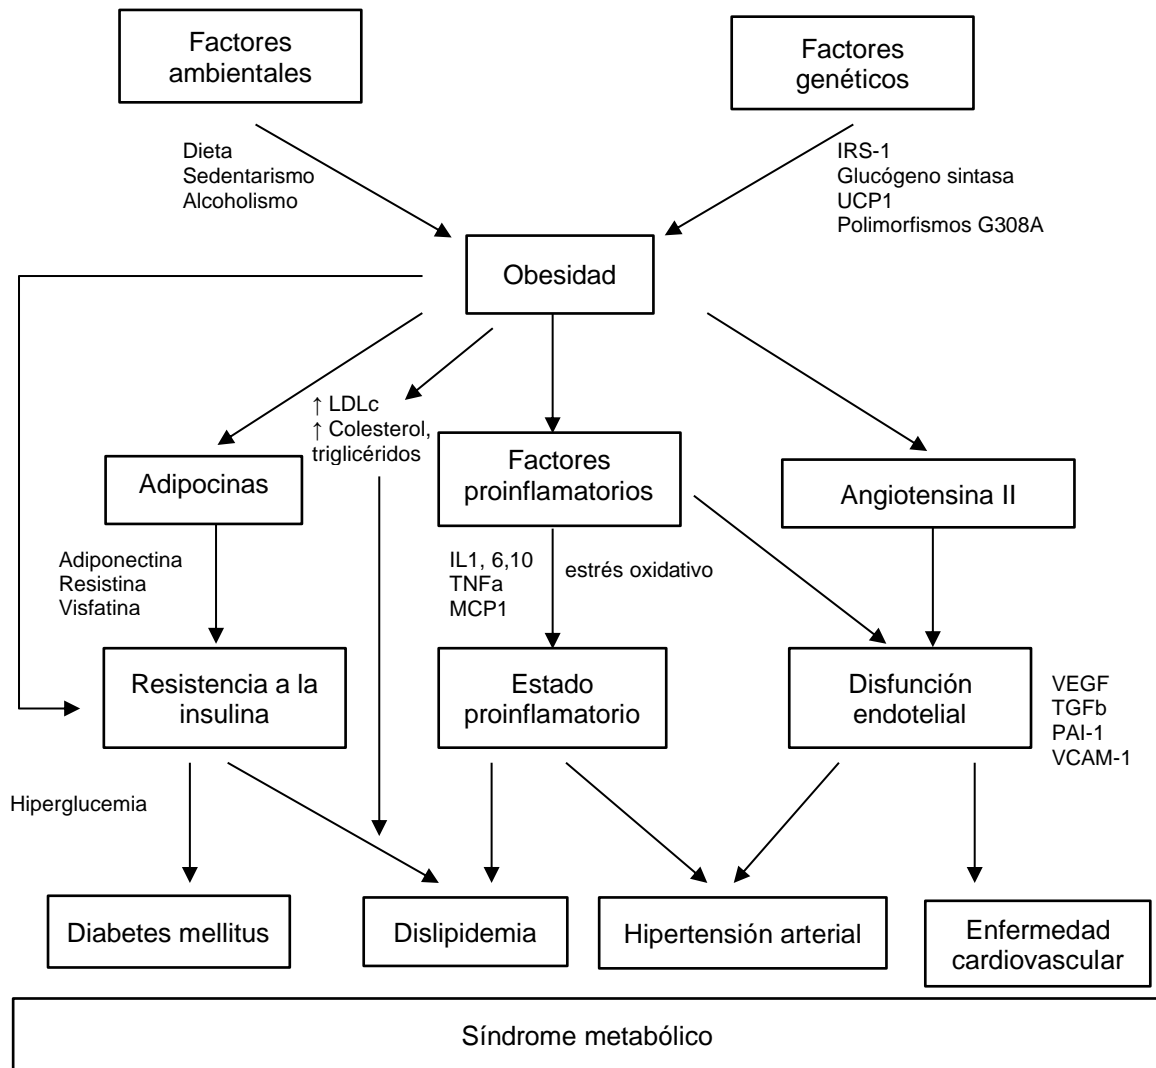 Factores
ambientales
Factores
genéticos
Dieta
Sedentarismo
Alcoholismo
IRS-1
Glucógeno sintasa
UCP1
Polimorfismos G308A
Obesidad
↑ LDLc
↑ Colesterol,
triglicéridos
Adipocinas
Factores
proinflamatorios
Angiotensina II
Adiponectina
Resistina
Visfatina
IL1, 6,10
TNFa
MCP1
estrés oxidativo
Resistencia a la
insulina
Estado
proinflamatorio
Disfunción
endotelial
VEGF
TGFb
PAI-1
VCAM-1
Hiperglucemia
Diabetes mellitus
Dislipidemia
Hipertensión arterial
Enfermedad
cardiovascular
Síndrome metabólico